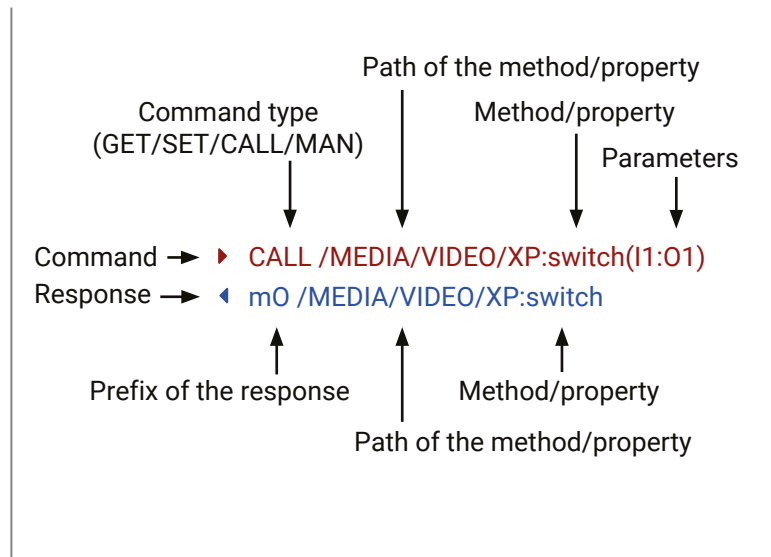 Path of the method/property
Command type
(GET/SET/CALL/MAN)
Method/property
Parameters
Command
CALL /MEDIA/VIDEO/XP:switch(I1:O1)
Response
mO /MEDIA/VIDEO/XP:switch
Prefix of the response
Method/property
Path of the method/property